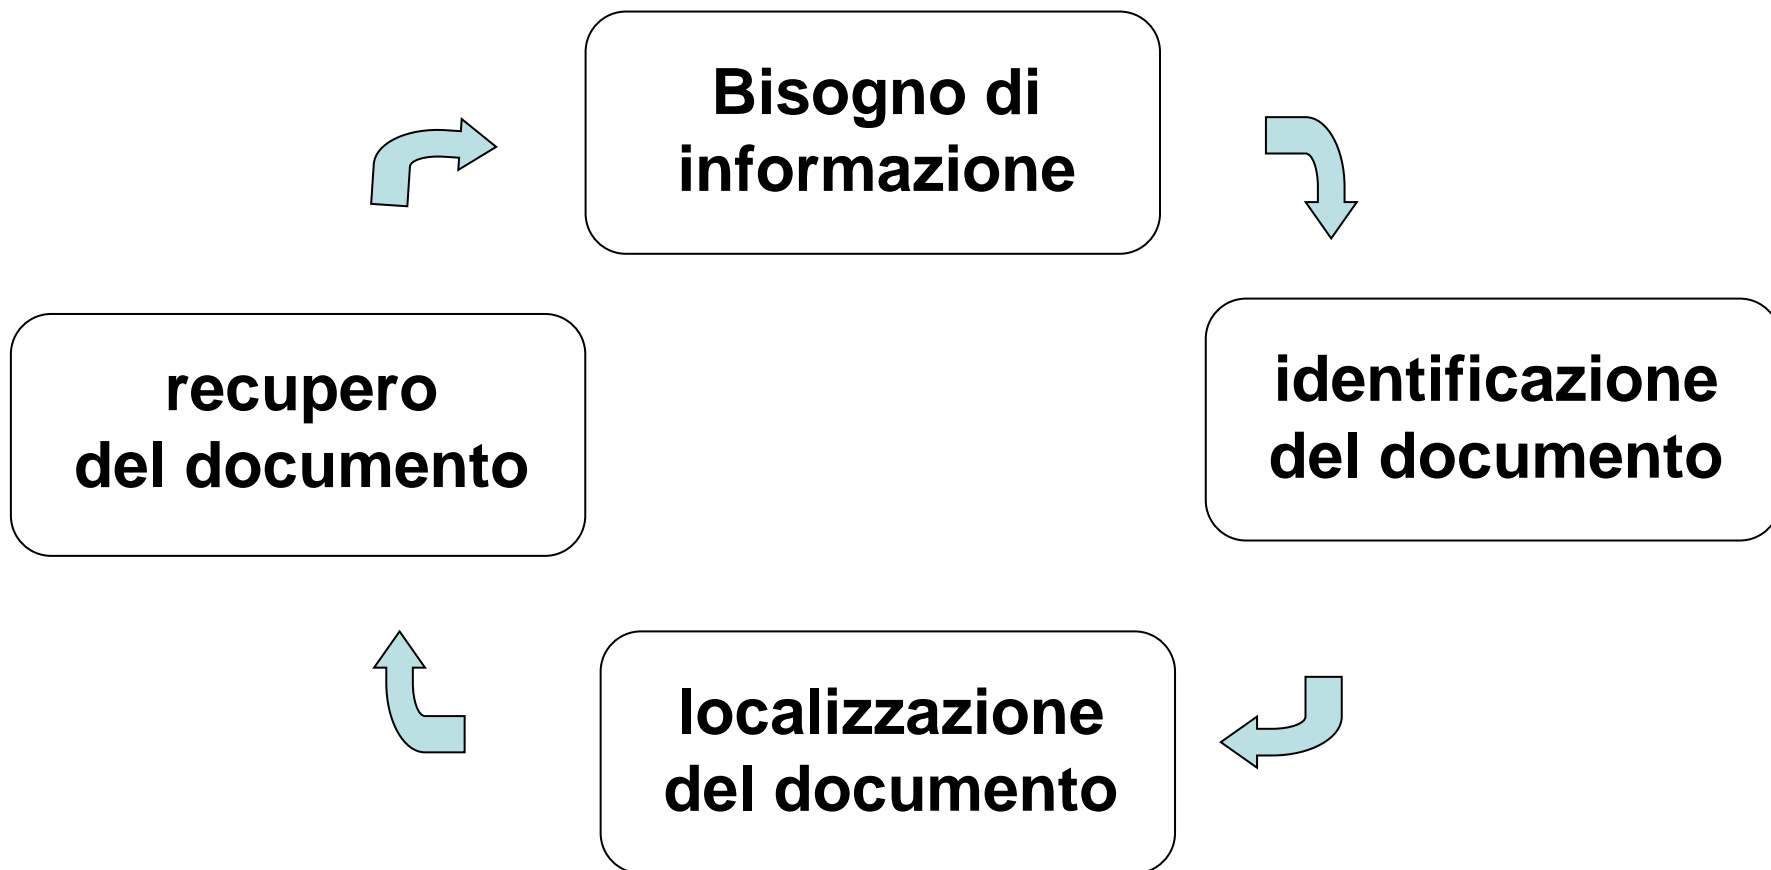 Bisogno di
informazione
identificazione
del documento
localizzazione
del documento
recupero
del documento